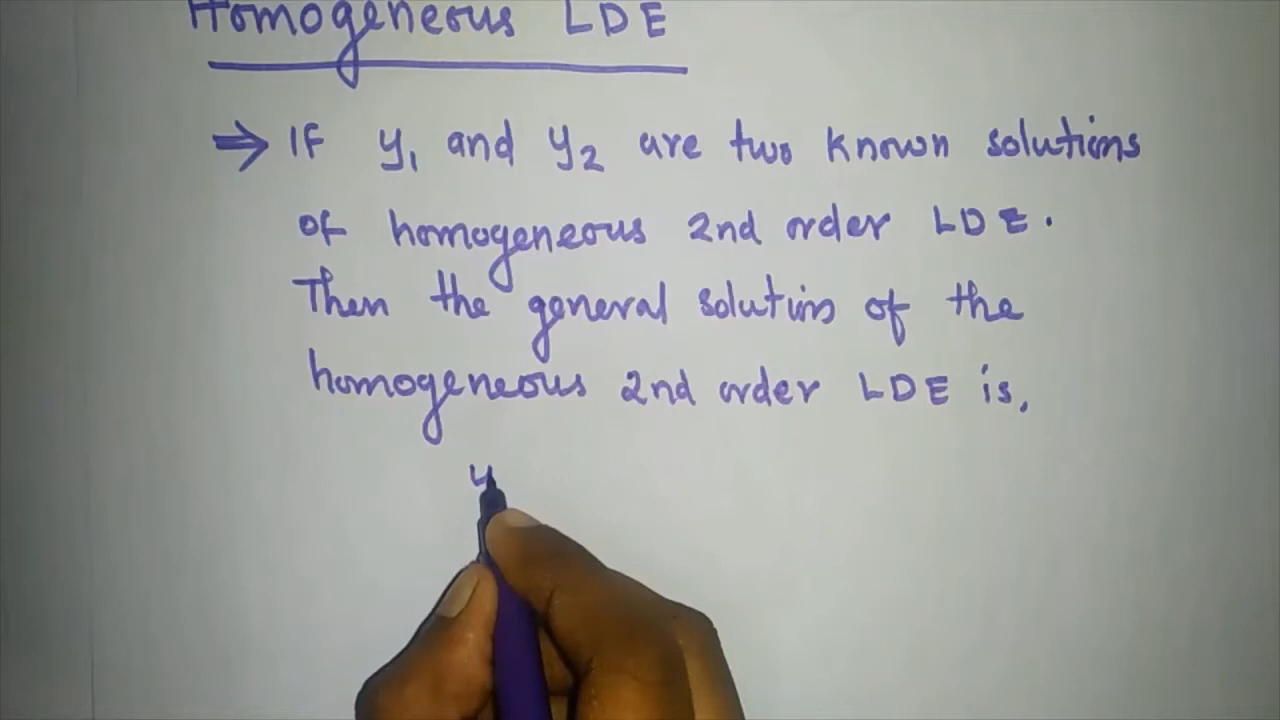 Homogeneous LDE
⇒ If y₁ and y₂ are two known solutions
of homogeneous 2nd order LDE.
Then the general solution of the
homogeneous 2nd order LDE is,
y